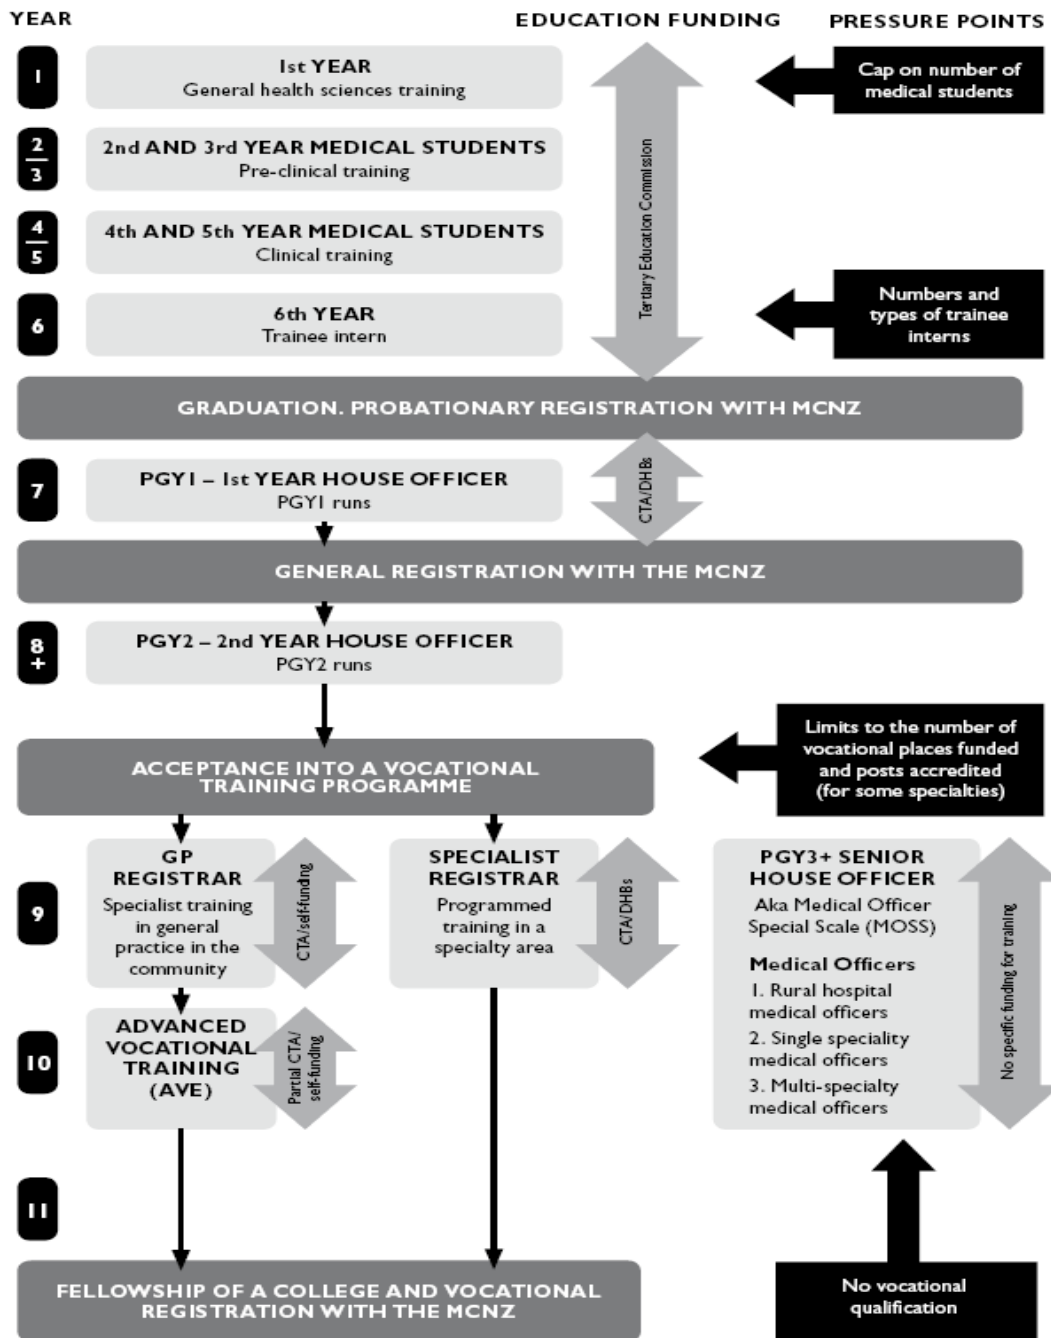 YEAR
EDUCATION FUNDING
PRESSURE POINTS
1
1st YEAR
General health sciences training
Cap on number of
medical students
2
3
2nd AND 3rd YEAR MEDICAL STUDENTS
Pre-clinical training
Tertiary Education Commission
4
5
4th AND 5th YEAR MEDICAL STUDENTS
Clinical training
6
6th YEAR
Trainee intern
Numbers and
types of trainee
interns
GRADUATION. PROBATIONARY REGISTRATION WITH MCNZ
7
PGY1 – 1st YEAR HOUSE OFFICER
PGY1 runs
CTA/DHBs
GENERAL REGISTRATION WITH THE MCNZ
8
+
PGY2 – 2nd YEAR HOUSE OFFICER
PGY2 runs
Limits to the number of
vocational places funded
and posts accredited
(for some specialties)
ACCEPTANCE INTO A VOCATIONAL
TRAINING PROGRAMME
9
GP
REGISTRAR
Specialist training
in general
practice in the
community
CTA/self-funding
SPECIALIST
REGISTRAR
Programmed
training in a
specialty area
CTA/DHBs
PGY3+ SENIOR
HOUSE OFFICER
Aka Medical Officer
Special Scale (MOSS)
Medical Officers
1. Rural hospital
medical officers
2. Single speciality
medical officers
3. Multi-specialty
medical officers
No specific funding for training
10
ADVANCED
VOCATIONAL
TRAINING
(AVE)
Partial CTA/
self-funding
11
FELLOWSHIP OF A COLLEGE AND VOCATIONAL
REGISTRATION WITH THE MCNZ
No vocational
qualification